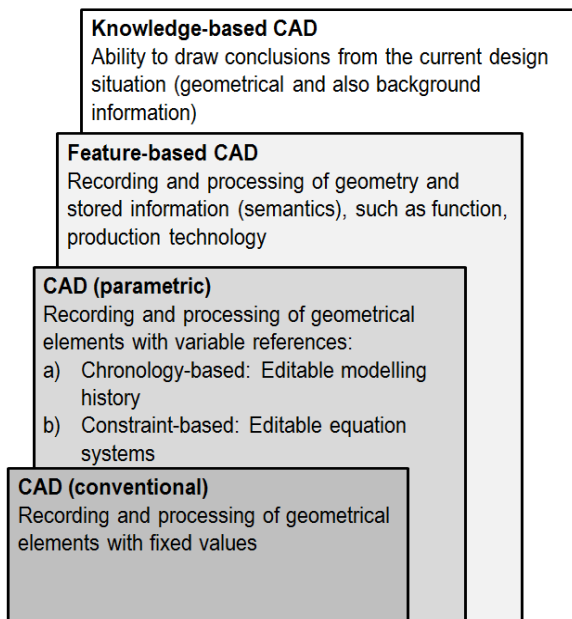 Knowledge-based CAD
Ability to draw conclusions from the current design
situation (geometrical and also background
information)
Feature-based CAD
Recording and processing of geometry and
stored information (semantics), such as function,
production technology
CAD (parametric)
Recording and processing of geometrical
elements with variable references:
a) Chronology-based: Editable modelling
history
b) Constraint-based: Editable equation
systems
CAD (conventional)
Recording and processing of geometrical
elements with fixed values